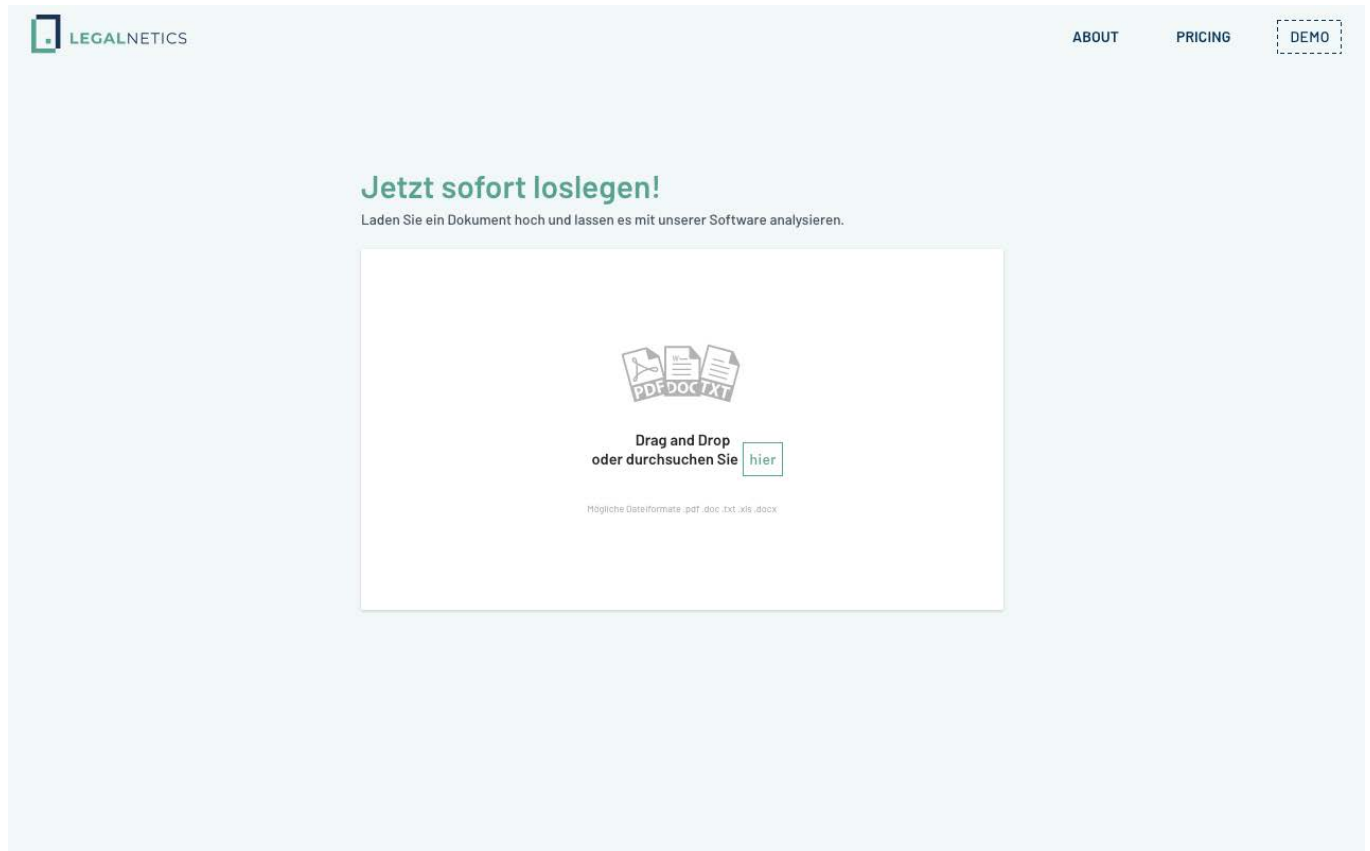 LEGALNETICS
ABOUT
PRICING
DEMO
Jetzt sofort loslegen!
Laden Sie ein Dokument hoch und lassen es mit unserer Software analysieren.
W
PDF DOC TXT
Drag and Drop
oder durchsuchen Sie hier
Mögliche Dateiformate .pdf .doc .txt .xls .docx